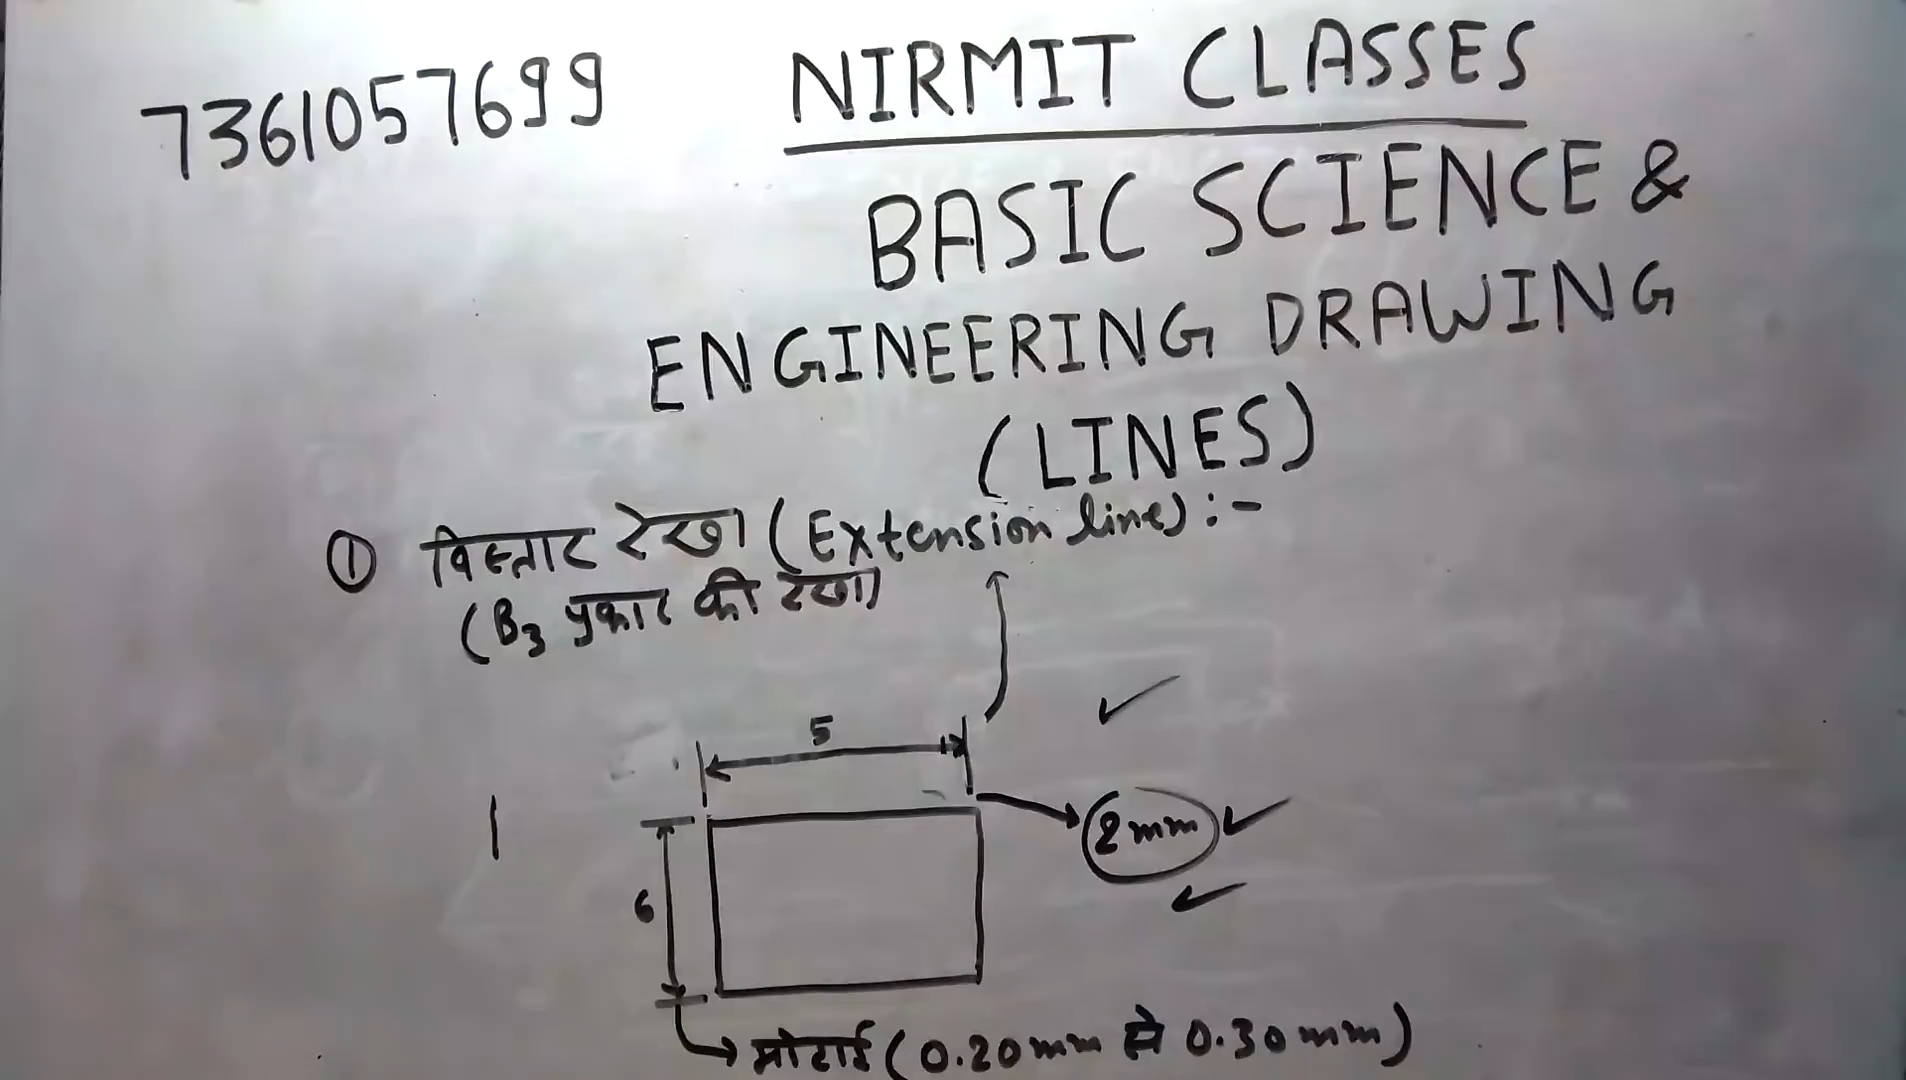 7361057699
NIRMIT CLASSES
BASIC SCIENCE &
ENGINEERING DRAWING
(LINES)
① विस्तार रेखा (Extension line) :-
(B3 प्रकार की रेखा)
5
2mm
6
मोटाई (0.20mm से 0.30mm)